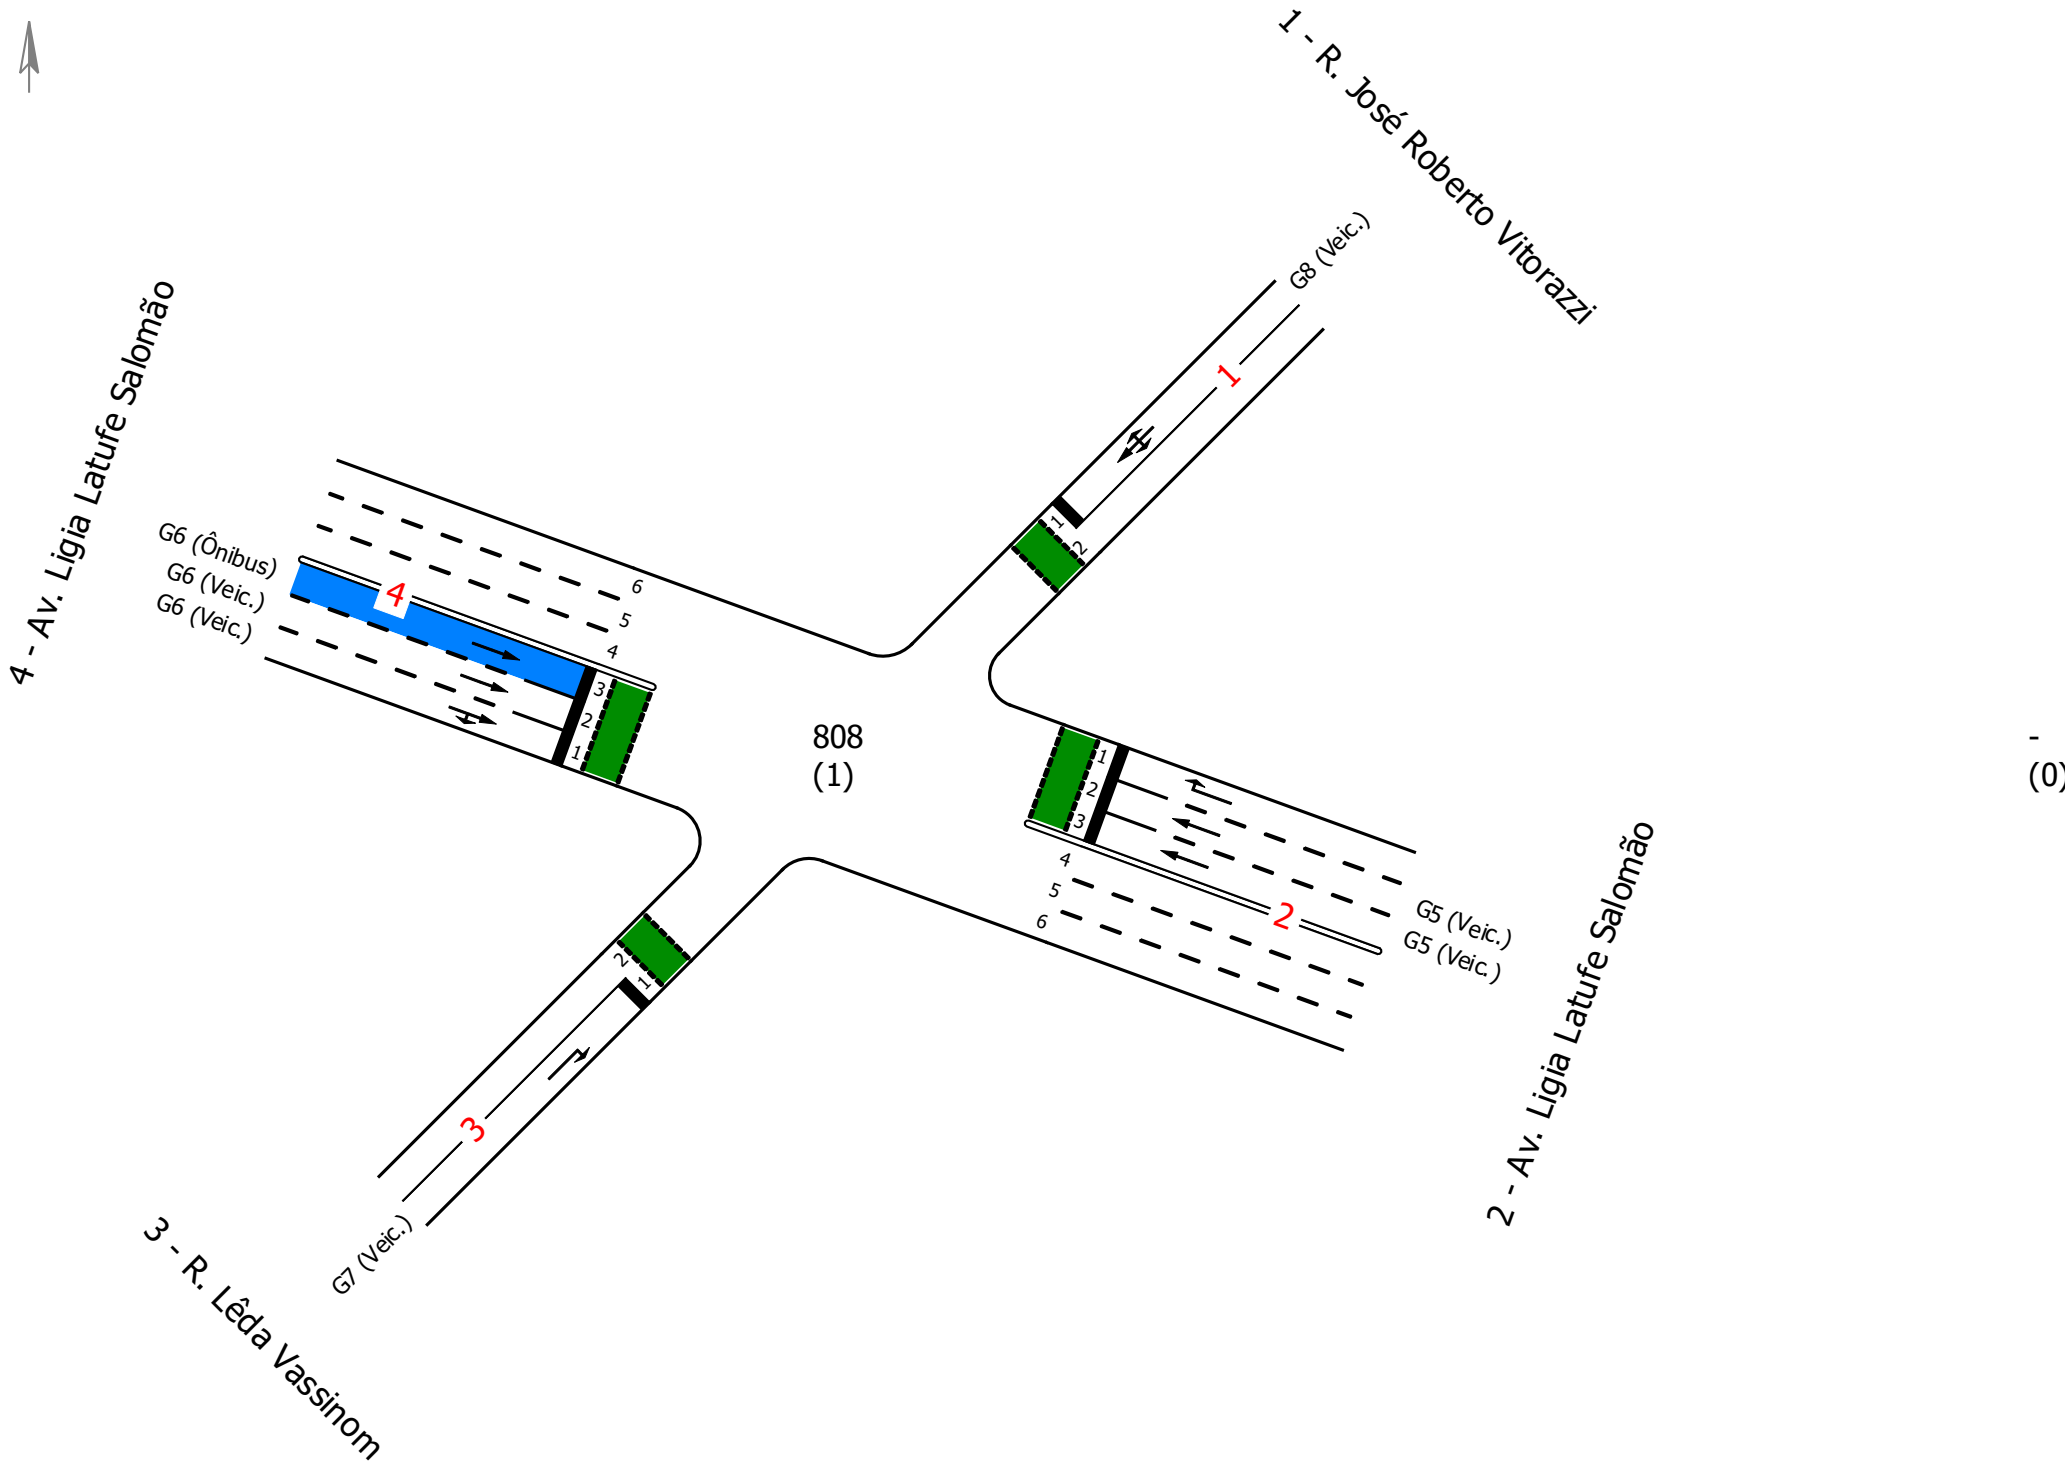 1 - R. José Roberto Vitorazzi
G8 (Veic.)
1
1
2
4 - Av. Ligia Latufe Salomão
G6 (Ônibus)
G6 (Veic.)
G6 (Veic.)
4
6
5
4
3
2
1
808
(1)
-
(0)
1
2
3
4
5
6
2
G5 (Veic.)
G5 (Veic.)
2 - Av. Ligia Latufe Salomão
2
1
3
G7 (Veic.)
3 - R. Lêda Vassinom